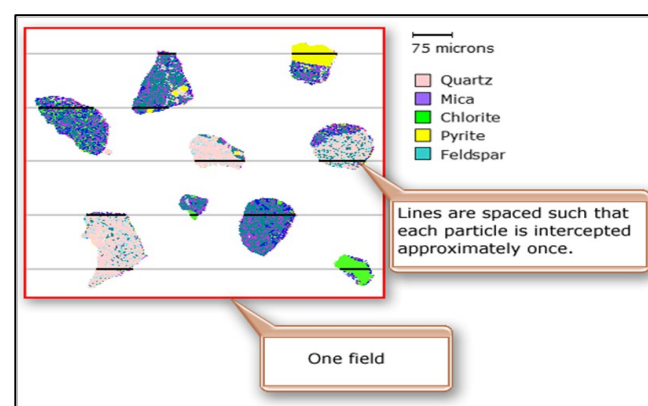 75 microns
Quartz
Mica
Chlorite
Pyrite
Feldspar
Lines are spaced such that
each particle is intercepted
approximately once.
One field